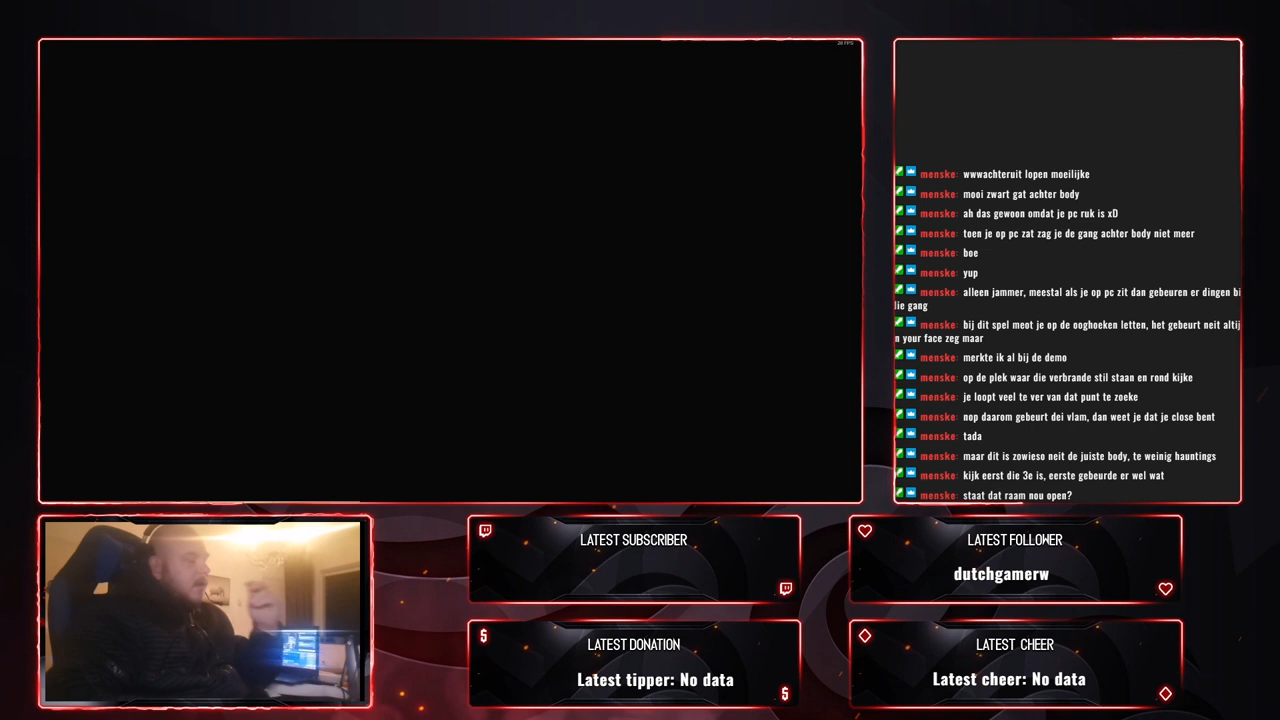 28 FPS
menske: wwwachteruit lopen moeilijke
menske: mooi zwart gat achter body
menske: ah das gewoon omdat je pc ruk is xD
menske: toen je op pc zat zag je de gang achter body niet meer
menske: boe
menske: yup
menske: alleen jammer, meestal als je op pc zit dan gebeuren er dingen bi
lie gang
menske: bij dit spel meot je op de ooghoeken letten, het gebeurt neit altij
n your face zeg maar
menske: merkte ik al bij de demo
menske: op de plek waar die verbrande stil staan en rond kijke
menske: je loopt veel te ver van dat punt te zoeke
menske: nop daarom gebeurt dei vlam, dan weet je dat je close bent
menske: tada
menske: maar dit is zowieso neit de juiste body, te weinig hauntings
menske: kijk eerst die 3e is, eerste gebeurde er wel wat
menske: staat dat raam nou open?
LATEST SUBSCRIBER
LATEST FOLLOWER
dutchgamerw
LATEST DONATION
Latest tipper: No data
LATEST CHEER
Latest cheer: No data